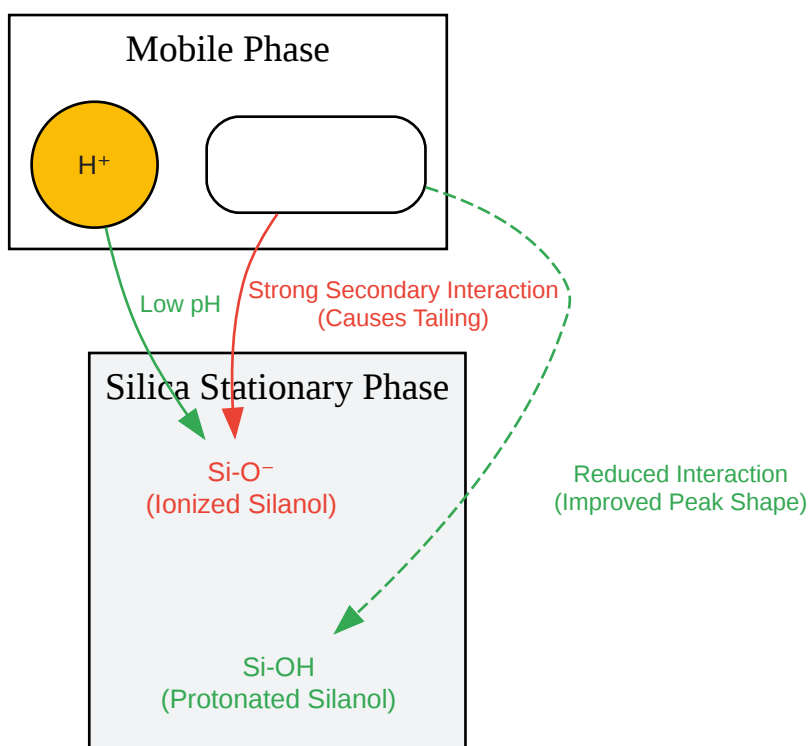 Mobile Phase
H⁺
Low pH
Strong Secondary Interaction
(Causes Tailing)
Silica Stationary Phase
Si-O⁻
(Ionized Silanol)
Reduced Interaction
(Improved Peak Shape)
Si-OH
(Protonated Silanol)